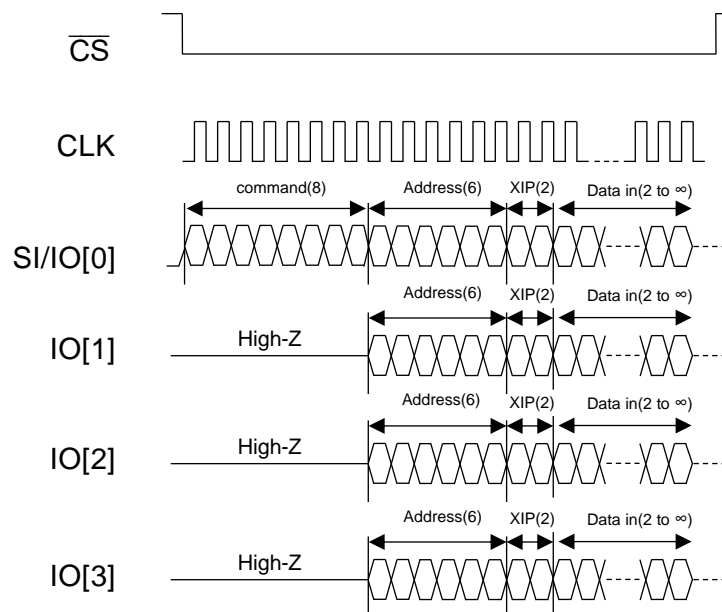 CS
CLK
command(8) Address(6) XIP(2) Data in(2 to ∞)
SI/IO[0]
Address(6) XIP(2) Data in(2 to ∞)
High-Z
IO[1]
Address(6) XIP(2) Data in(2 to ∞)
High-Z
IO[2]
Address(6) XIP(2) Data in(2 to ∞)
High-Z
IO[3]